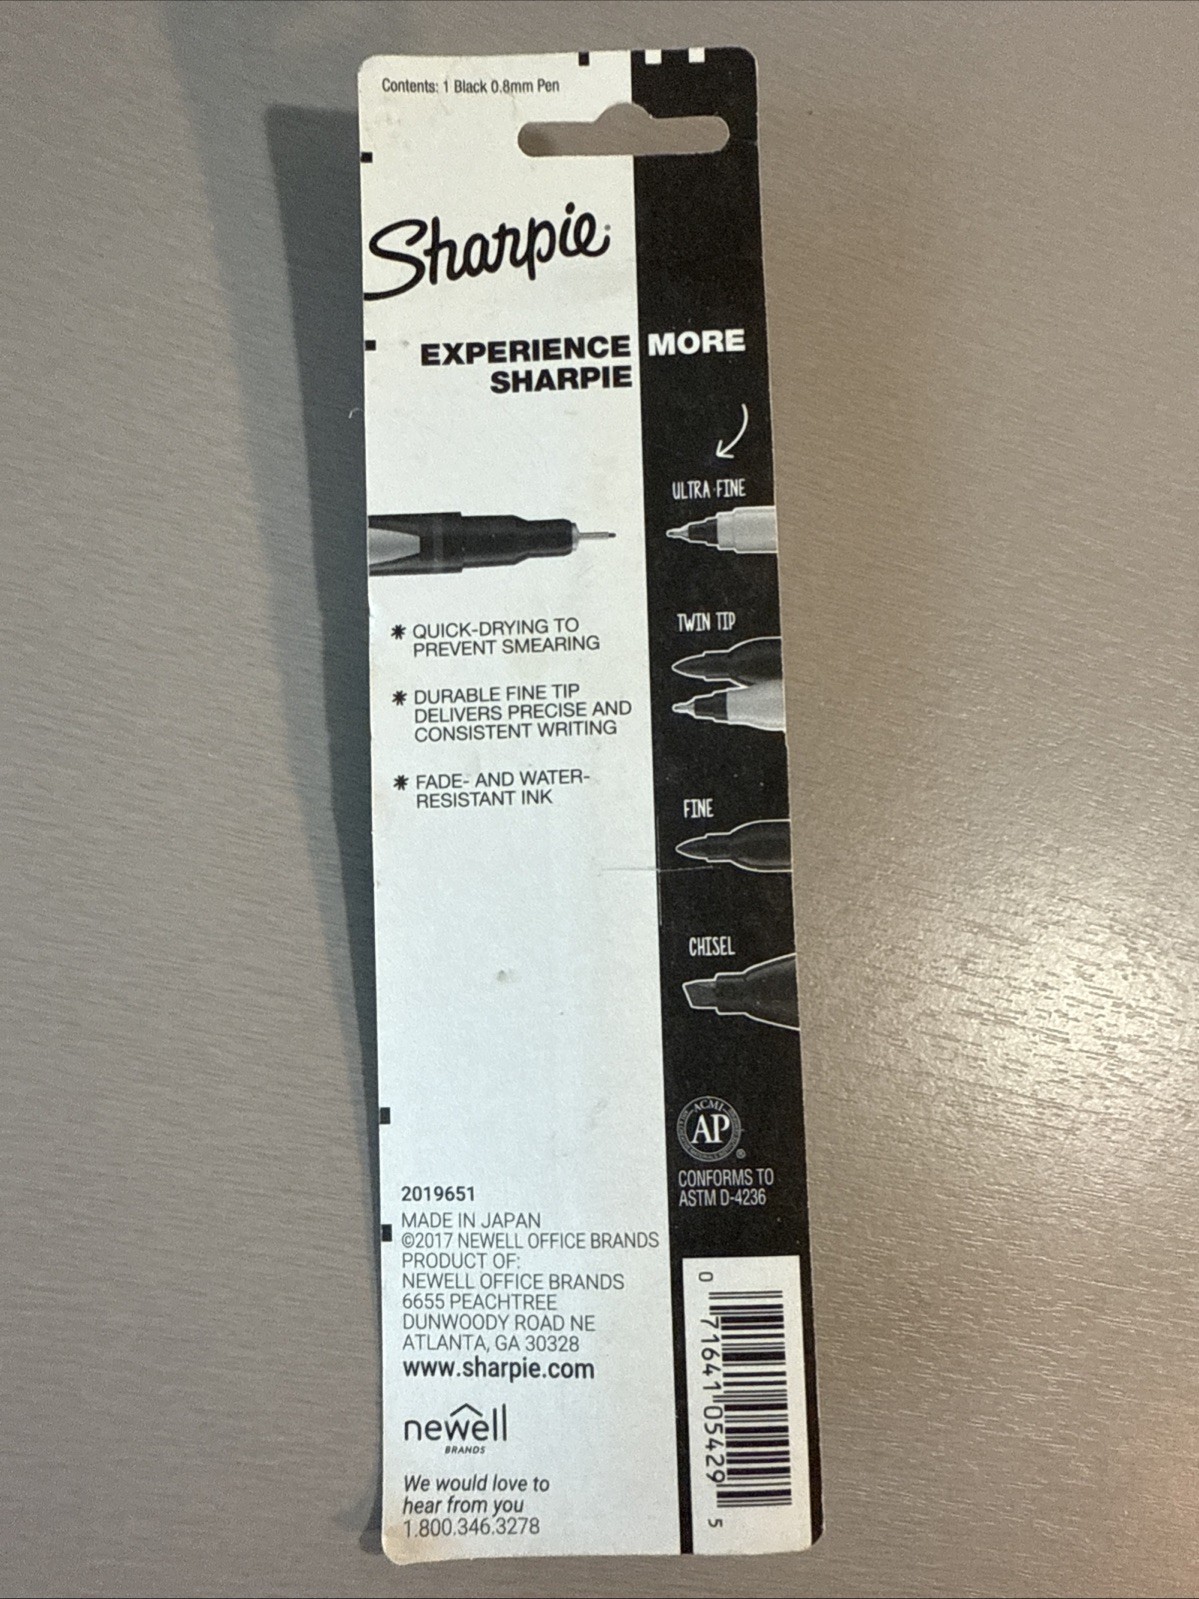 Contents: 1 Black 0.8mm Pen
Sharpie
EXPERIENCE MORE
SHARPIE
ULTRA-FINE
TWIN TIP
FINE
CHISEL
* QUICK-DRYING TO
PREVENT SMEARING
* DURABLE FINE TIP
DELIVERS PRECISE AND
CONSISTENT WRITING
* FADE- AND WATER-
RESISTANT INK
ACMI
AP
®
CONFORMS TO
ASTM D-4236
2019651
MADE IN JAPAN
©2017 NEWELL OFFICE BRANDS
PRODUCT OF:
NEWELL OFFICE BRANDS
6655 PEACHTREE
DUNWOODY ROAD NE
ATLANTA, GA 30328
www.sharpie.com
newell
BRANDS
We would love to
hear from you
1.800.346.3278
0 71641 05429 5